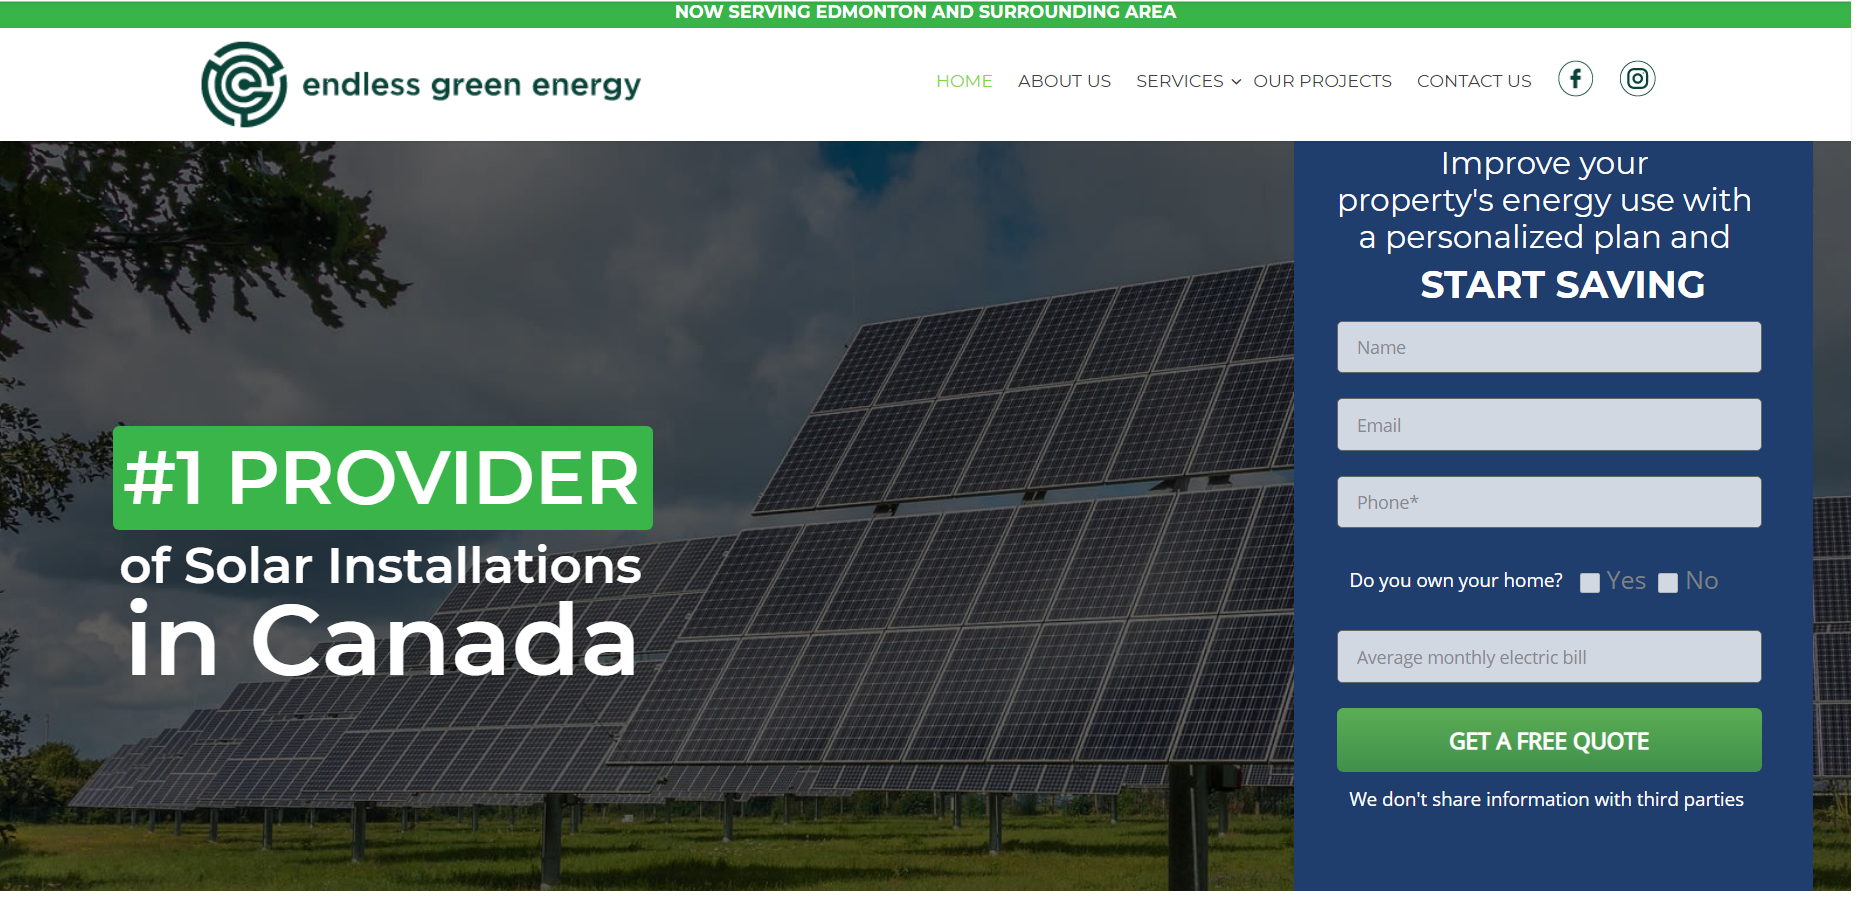 NOW SERVING EDMONTON AND SURROUNDING AREA
endless green energy
HOME ABOUT US SERVICES OUR PROJECTS CONTACT US
#1 PROVIDER
of Solar Installations
in Canada
Improve your
property's energy use with
a personalized plan and
START SAVING
Name
Email
Phone*
Do you own your home? Yes No
Average monthly electric bill
GET A FREE QUOTE
We don't share information with third parties